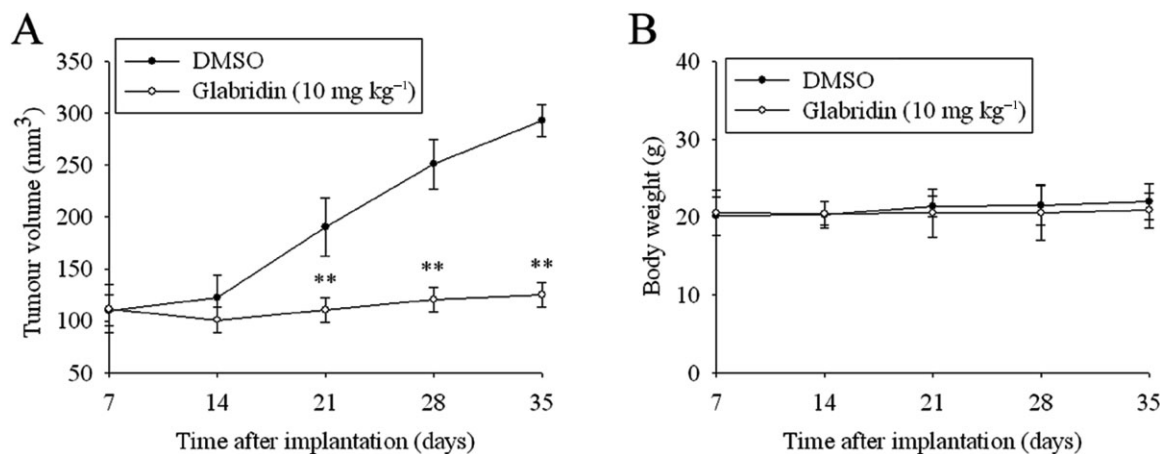 A
DMSO
Glabridin (10 mg kg⁻¹)
Tumour volume (mm³)
350
300
250
200
150
100
50
**
**
**
7 14 21 28 35
Time after implantation (days)
B
DMSO
Glabridin (10 mg kg⁻¹)
Body weight (g)
40
30
20
10
0
7 14 21 28 35
Time after implantation (days)